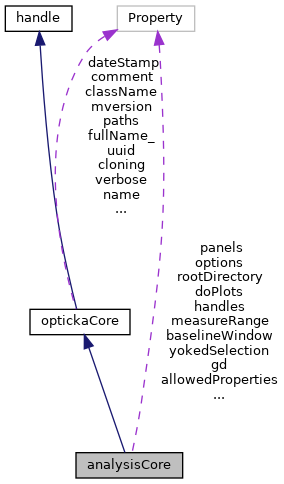 handle
Property
dateStamp
comment
className
mversion
paths
fullName_
uuid
cloning
verbose
name
...
panels
options
rootDirectory
doPlots
handles
measureRange
baselineWindow
yokedSelection
gd
allowedProperties
...
optickaCore
analysisCore